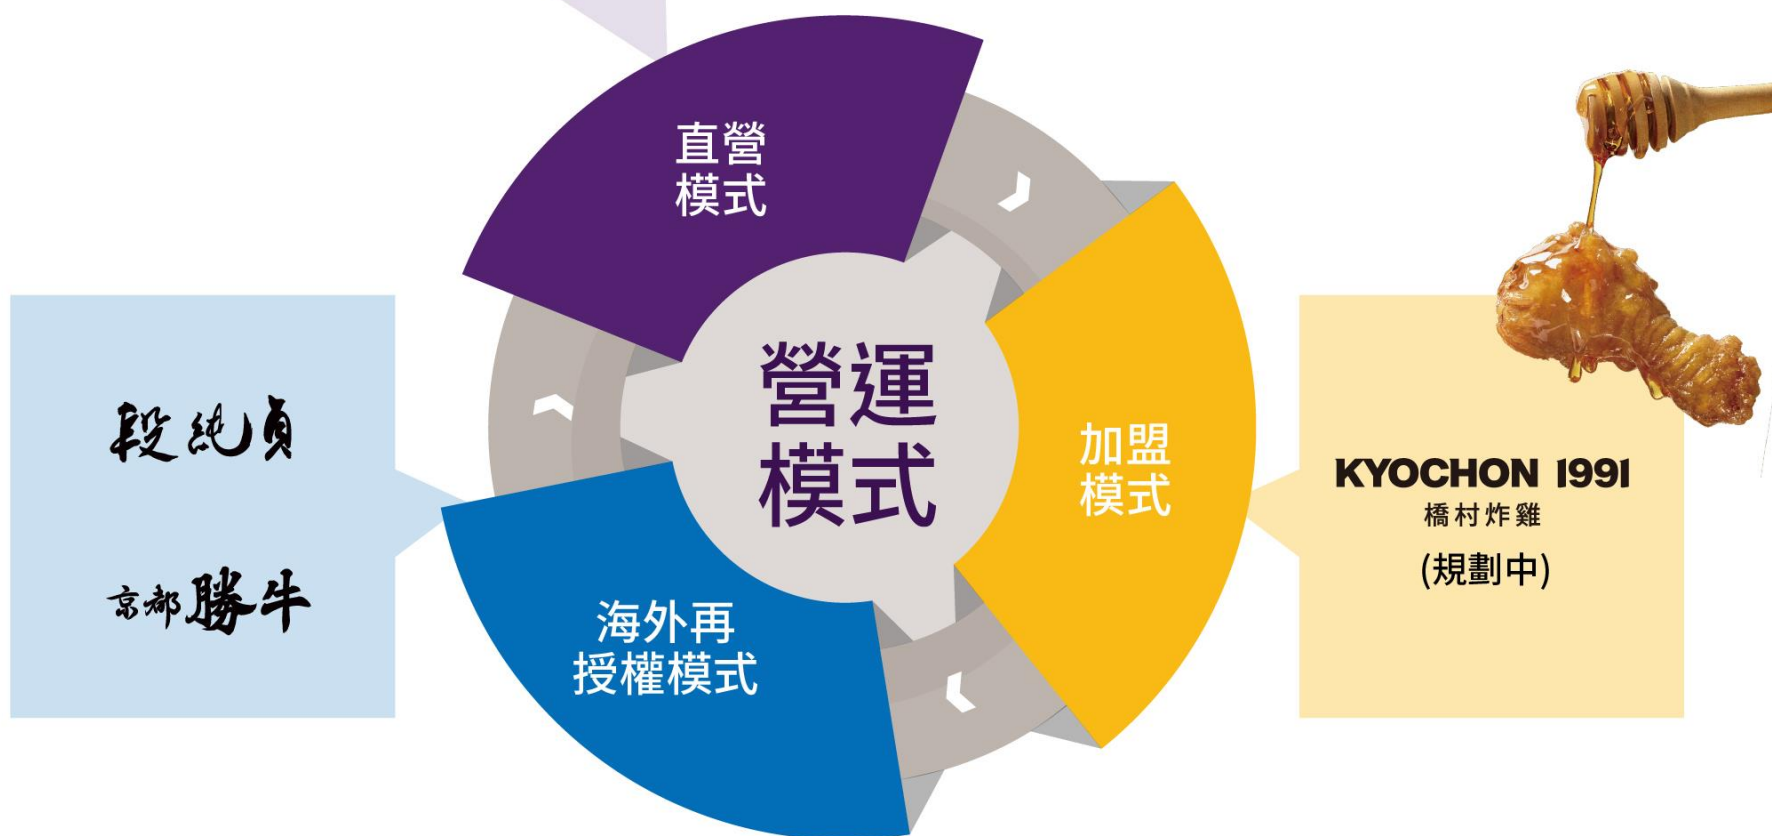 直營
模式
營運
模式
加盟
模式
海外再
授權模式
段純貞
京都勝牛
KYOCHON 1991
橋村炸雞
(規劃中)